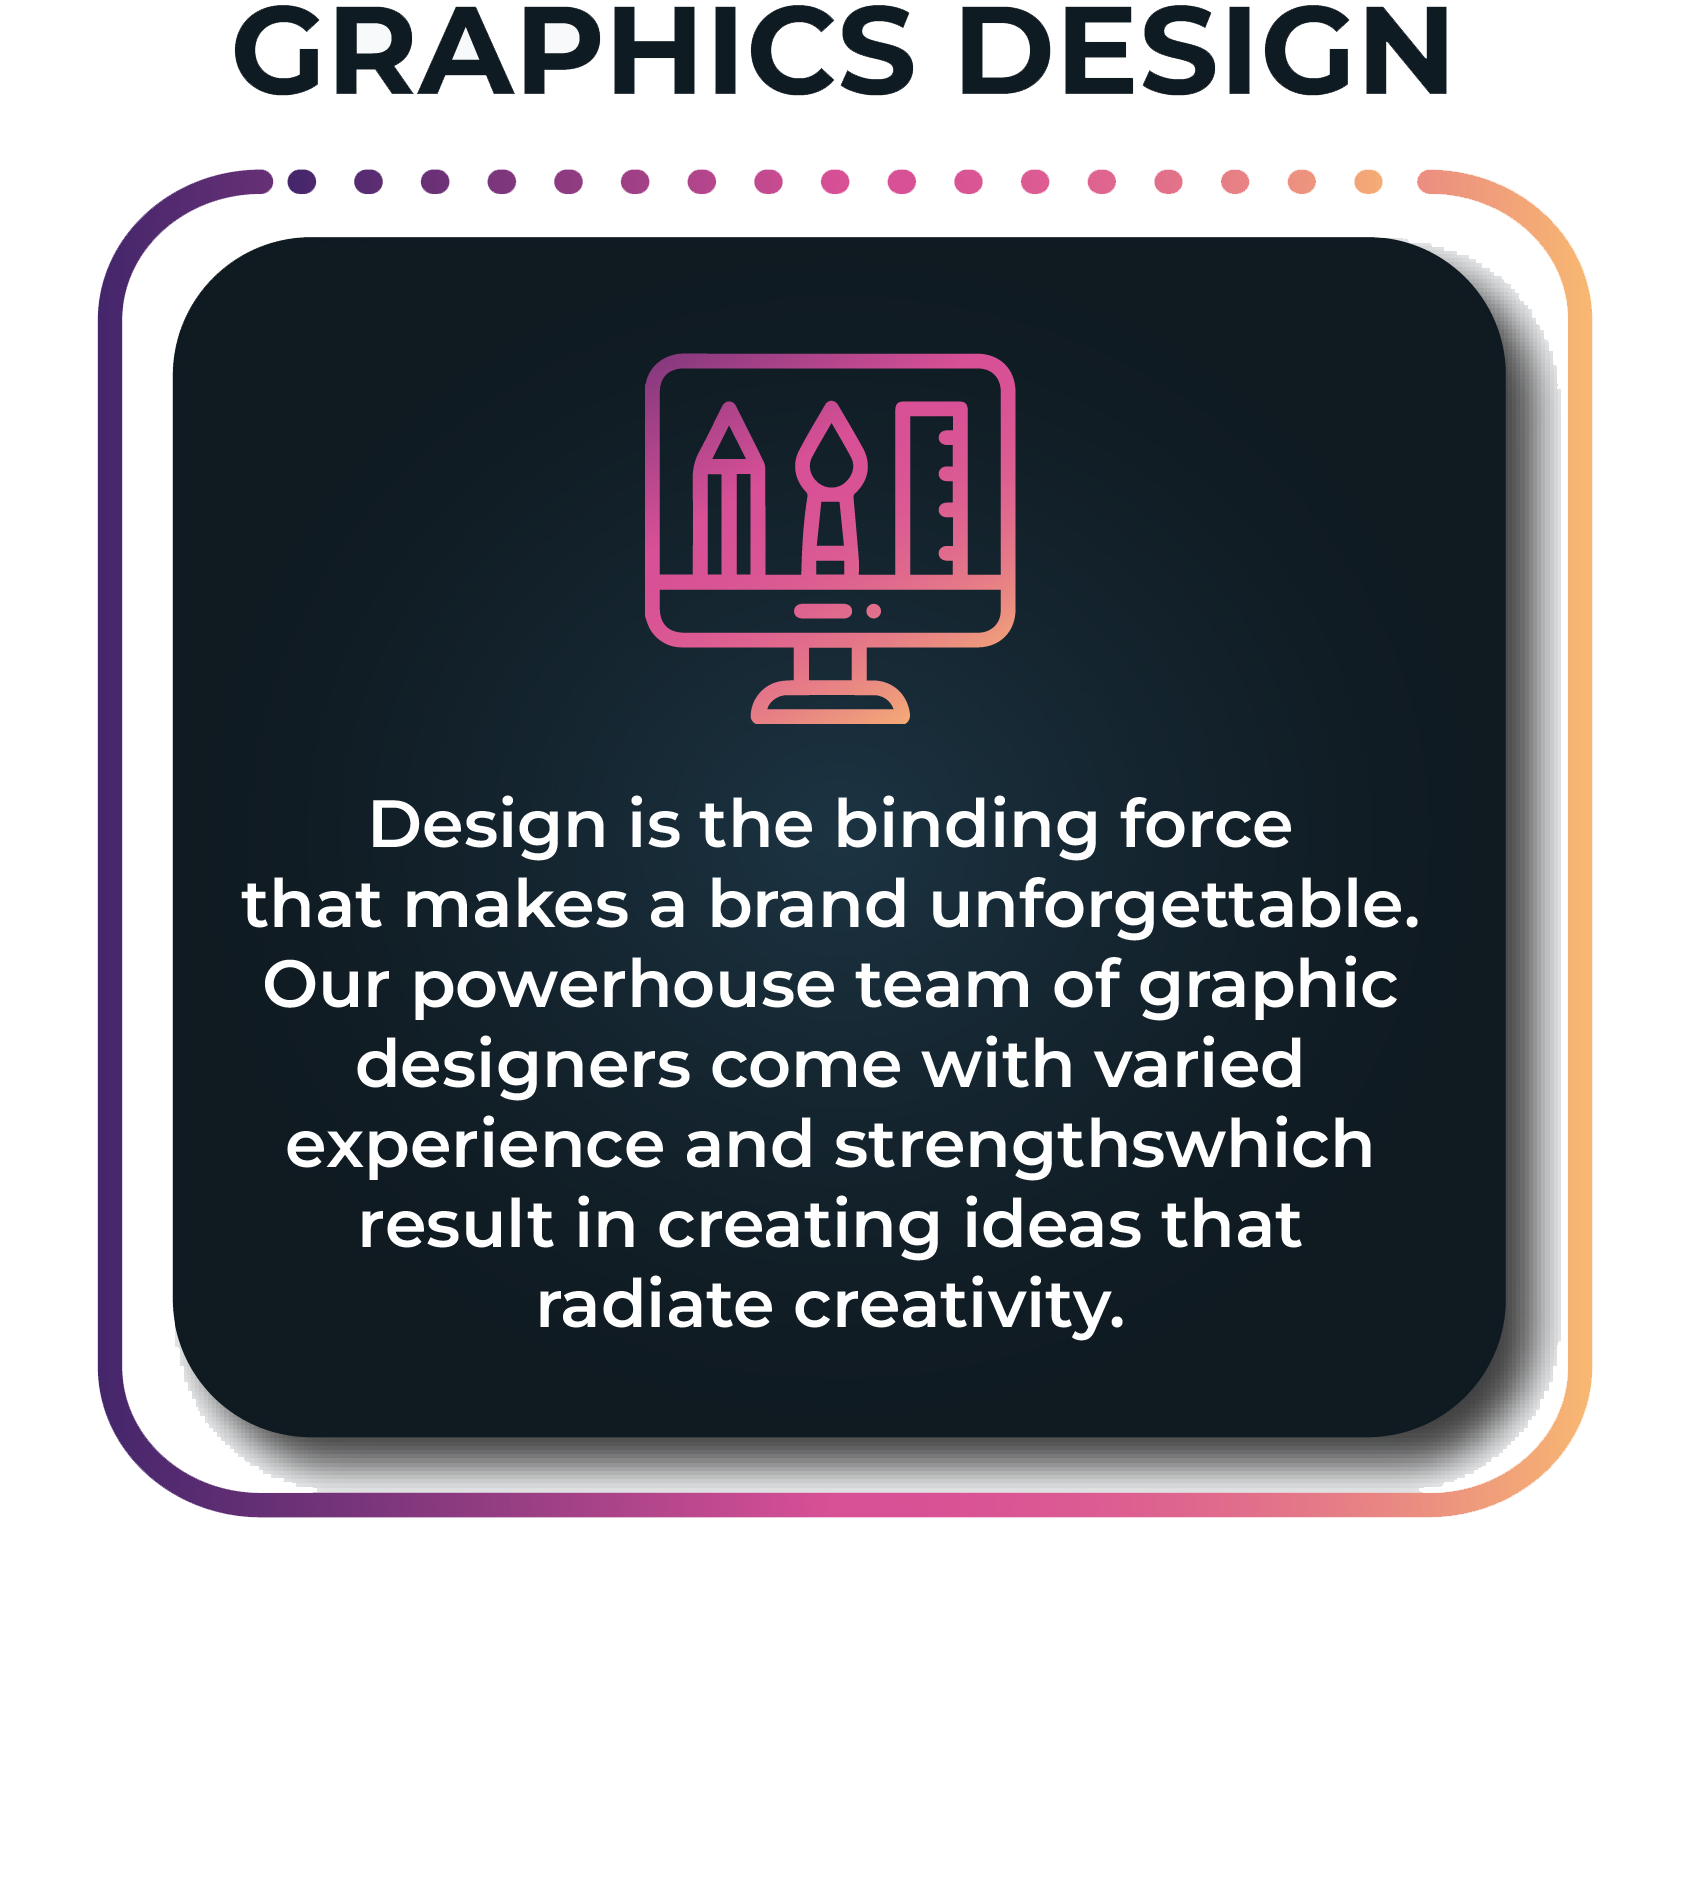 GRAPHICS DESIGN
Design is the binding force
that makes a brand unforgettable.
Our powerhouse team of graphic
designers come with varied
experience and strengthswhich
result in creating ideas that
radiate creativity.